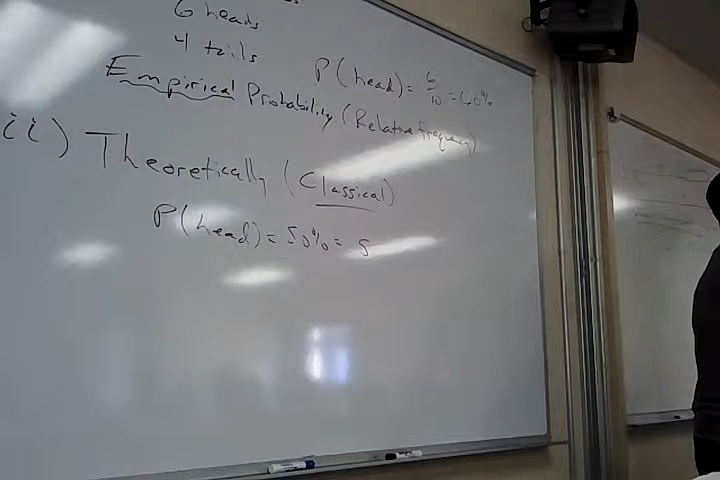 6 heads
4 tails
P(head) = 6/10 = 60%
Empirical Probability (Relative frequency)
ii) Theoretically (Classical)
P(head) = 50% = 5